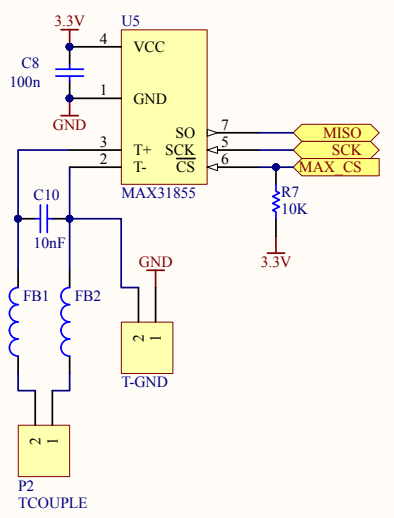 3.3V
U5
4
VCC
C8
100n
1
GND
GND
SO
7
MISO
3
T+
SCK
5
SCK
2
T-
CS
6
MAX_CS
MAX31855
C10
R7
10K
10nF
GND
3.3V
FB1
FB2
2
1
T-GND
2
1
P2
TCOUPLE